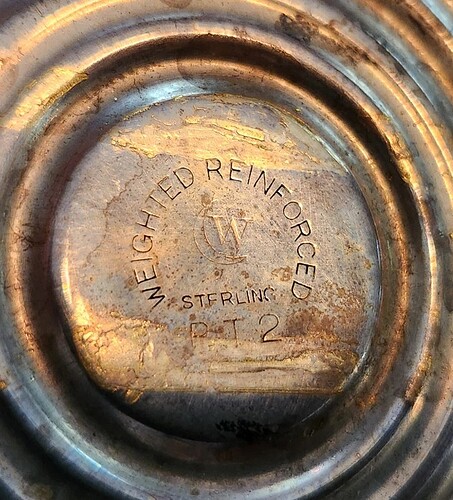 WEIGHTED REINFORCED
W
STERLING
P T 2